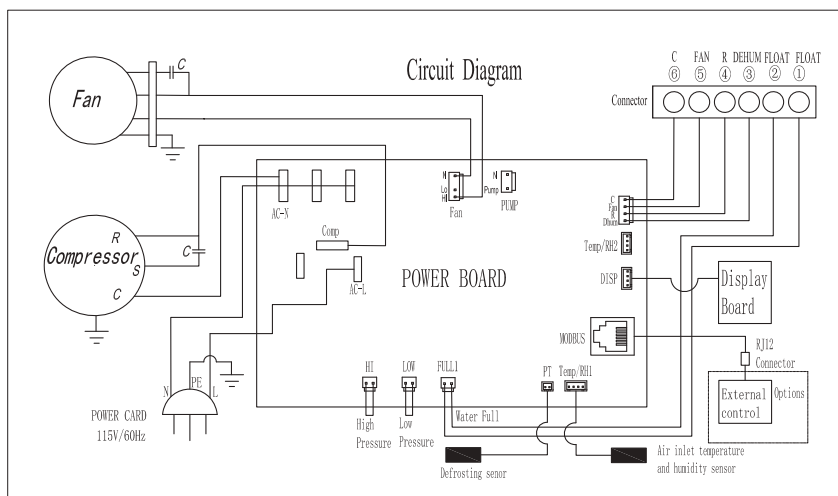 Circuit Diagram
C FAN R DEHUM FLOAT FLOAT
⑥ ⑤ ④ ③ ② ①
Connector
C
Fan
N
Lo
Hi
Fan
N
Pump
PUMP
C
Fan
R
Dhum
AC-N
Comp
Temp/RH2
R
C
Compressor
S
C
AC-L
POWER BOARD
DISP
Display
Board
MODBUS
RJ12
Connector
N PE L
HI LOW FULL1 PT Temp/RH1
External
control
Options
POWER CARD
115V/60Hz
High
Pressure
Low
Pressure
Water Full
Defrosting senor
Air inlet temperature
and humidity sensor